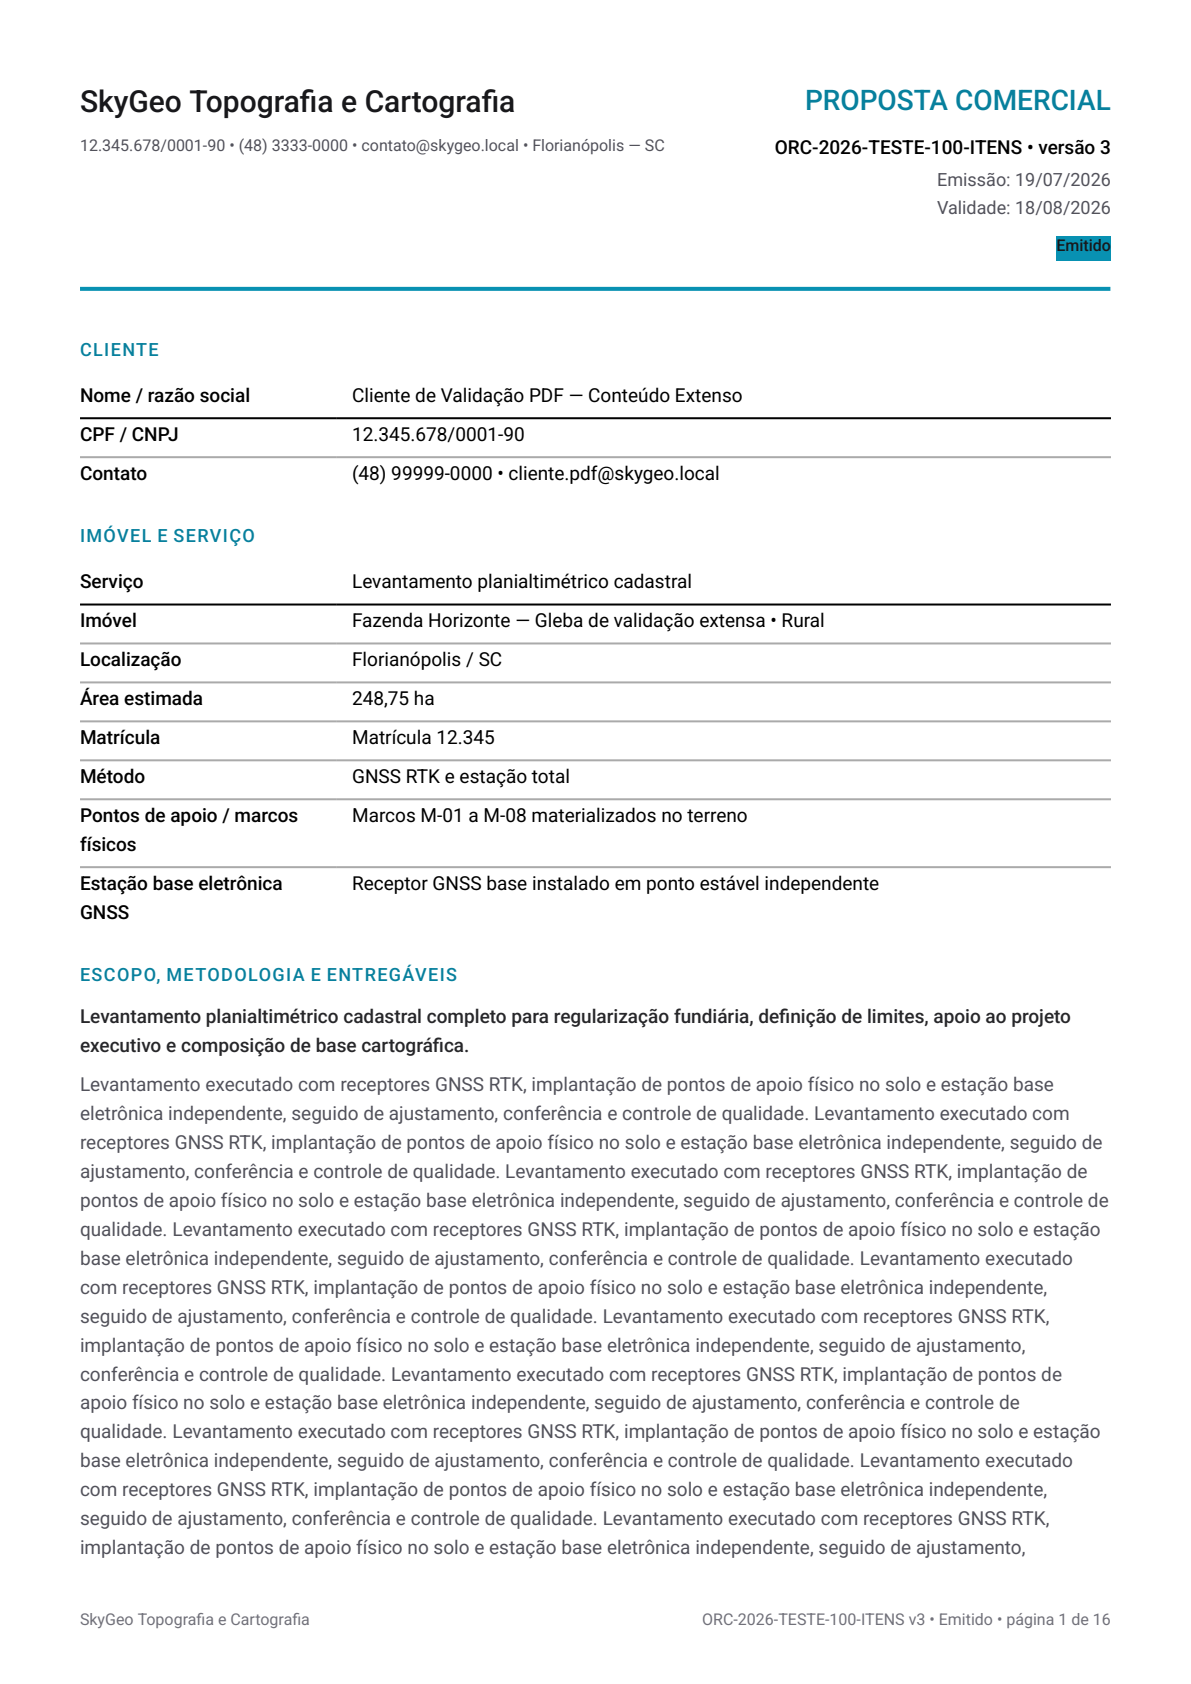 SkyGeo Topografia e Cartografia
12.345.678/0001-90 • (48) 3333-0000 • contato@skygeo.local • Florianópolis — SC
PROPOSTA COMERCIAL
ORC-2026-TESTE-100-ITENS • versão 3
Emissão: 19/07/2026
Validade: 18/08/2026
Emitido
CLIENTE
Nome / razão social Cliente de Validação PDF — Conteúdo Extenso
CPF / CNPJ 12.345.678/0001-90
Contato (48) 99999-0000 • cliente.pdf@skygeo.local
IMÓVEL E SERVIÇO
Serviço Levantamento planialtimétrico cadastral
Imóvel Fazenda Horizonte — Gleba de validação extensa • Rural
Localização Florianópolis / SC
Área estimada 248,75 ha
Matrícula Matrícula 12.345
Método GNSS RTK e estação total
Pontos de apoio / marcos Marcos M-01 a M-08 materializados no terreno
físicos
Estação base eletrônica Receptor GNSS base instalado em ponto estável independente
GNSS
ESCOPO, METODOLOGIA E ENTREGÁVEIS
Levantamento planialtimétrico cadastral completo para regularização fundiária, definição de limites, apoio ao projeto
executivo e composição de base cartográfica.
Levantamento executado com receptores GNSS RTK, implantação de pontos de apoio físico no solo e estação base
eletrônica independente, seguido de ajustamento, conferência e controle de qualidade. Levantamento executado com
receptores GNSS RTK, implantação de pontos de apoio físico no solo e estação base eletrônica independente, seguido de
ajustamento, conferência e controle de qualidade. Levantamento executado com receptores GNSS RTK, implantação de
pontos de apoio físico no solo e estação base eletrônica independente, seguido de ajustamento, conferência e controle de
qualidade. Levantamento executado com receptores GNSS RTK, implantação de pontos de apoio físico no solo e estação
base eletrônica independente, seguido de ajustamento, conferência e controle de qualidade. Levantamento executado
com receptores GNSS RTK, implantação de pontos de apoio físico no solo e estação base eletrônica independente,
seguido de ajustamento, conferência e controle de qualidade. Levantamento executado com receptores GNSS RTK,
implantação de pontos de apoio físico no solo e estação base eletrônica independente, seguido de ajustamento,
conferência e controle de qualidade. Levantamento executado com receptores GNSS RTK, implantação de pontos de
apoio físico no solo e estação base eletrônica independente, seguido de ajustamento, conferência e controle de
qualidade. Levantamento executado com receptores GNSS RTK, implantação de pontos de apoio físico no solo e estação
base eletrônica independente, seguido de ajustamento, conferência e controle de qualidade. Levantamento executado
com receptores GNSS RTK, implantação de pontos de apoio físico no solo e estação base eletrônica independente,
seguido de ajustamento, conferência e controle de qualidade. Levantamento executado com receptores GNSS RTK,
implantação de pontos de apoio físico no solo e estação base eletrônica independente, seguido de ajustamento,
SkyGeo Topografia e Cartografia
ORC-2026-TESTE-100-ITENS v3 • Emitido • página 1 de 16